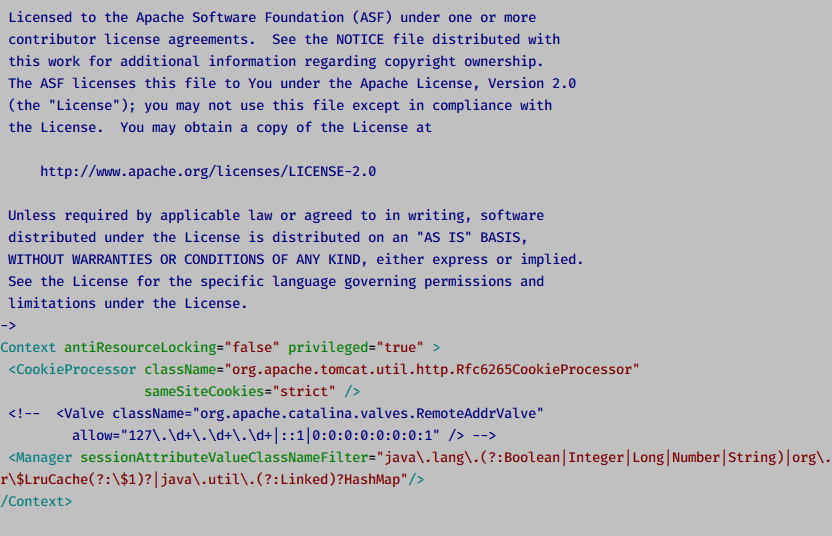 Licensed to the Apache Software Foundation (ASF) under one or more
contributor license agreements.  See the NOTICE file distributed with
this work for additional information regarding copyright ownership.
The ASF licenses this file to You under the Apache License, Version 2.0
(the "License"); you may not use this file except in compliance with
the License.  You may obtain a copy of the License at
http://www.apache.org/licenses/LICENSE-2.0
Unless required by applicable law or agreed to in writing, software
distributed under the License is distributed on an "AS IS" BASIS,
WITHOUT WARRANTIES OR CONDITIONS OF ANY KIND, either express or implied.
See the License for the specific language governing permissions and
limitations under the License.
->
Context antiResourceLocking="false" privileged="true" >
<CookieProcessor className="org.apache.tomcat.util.http.Rfc6265CookieProcessor"
sameSiteCookies="strict" />
<!--  <Valve className="org.apache.catalina.valves.RemoteAddrValve"
allow="127\.\d+\.\d+\.\d+|::1|0:0:0:0:0:0:0:1" /> -->
<Manager sessionAttributeValueClassNameFilter="java\.lang\.(?:Boolean|Integer|Long|Number|String)|org\.
r\$LruCache(?:\$1)?|java\.util\.(?:Linked)?HashMap"/>
/Context>